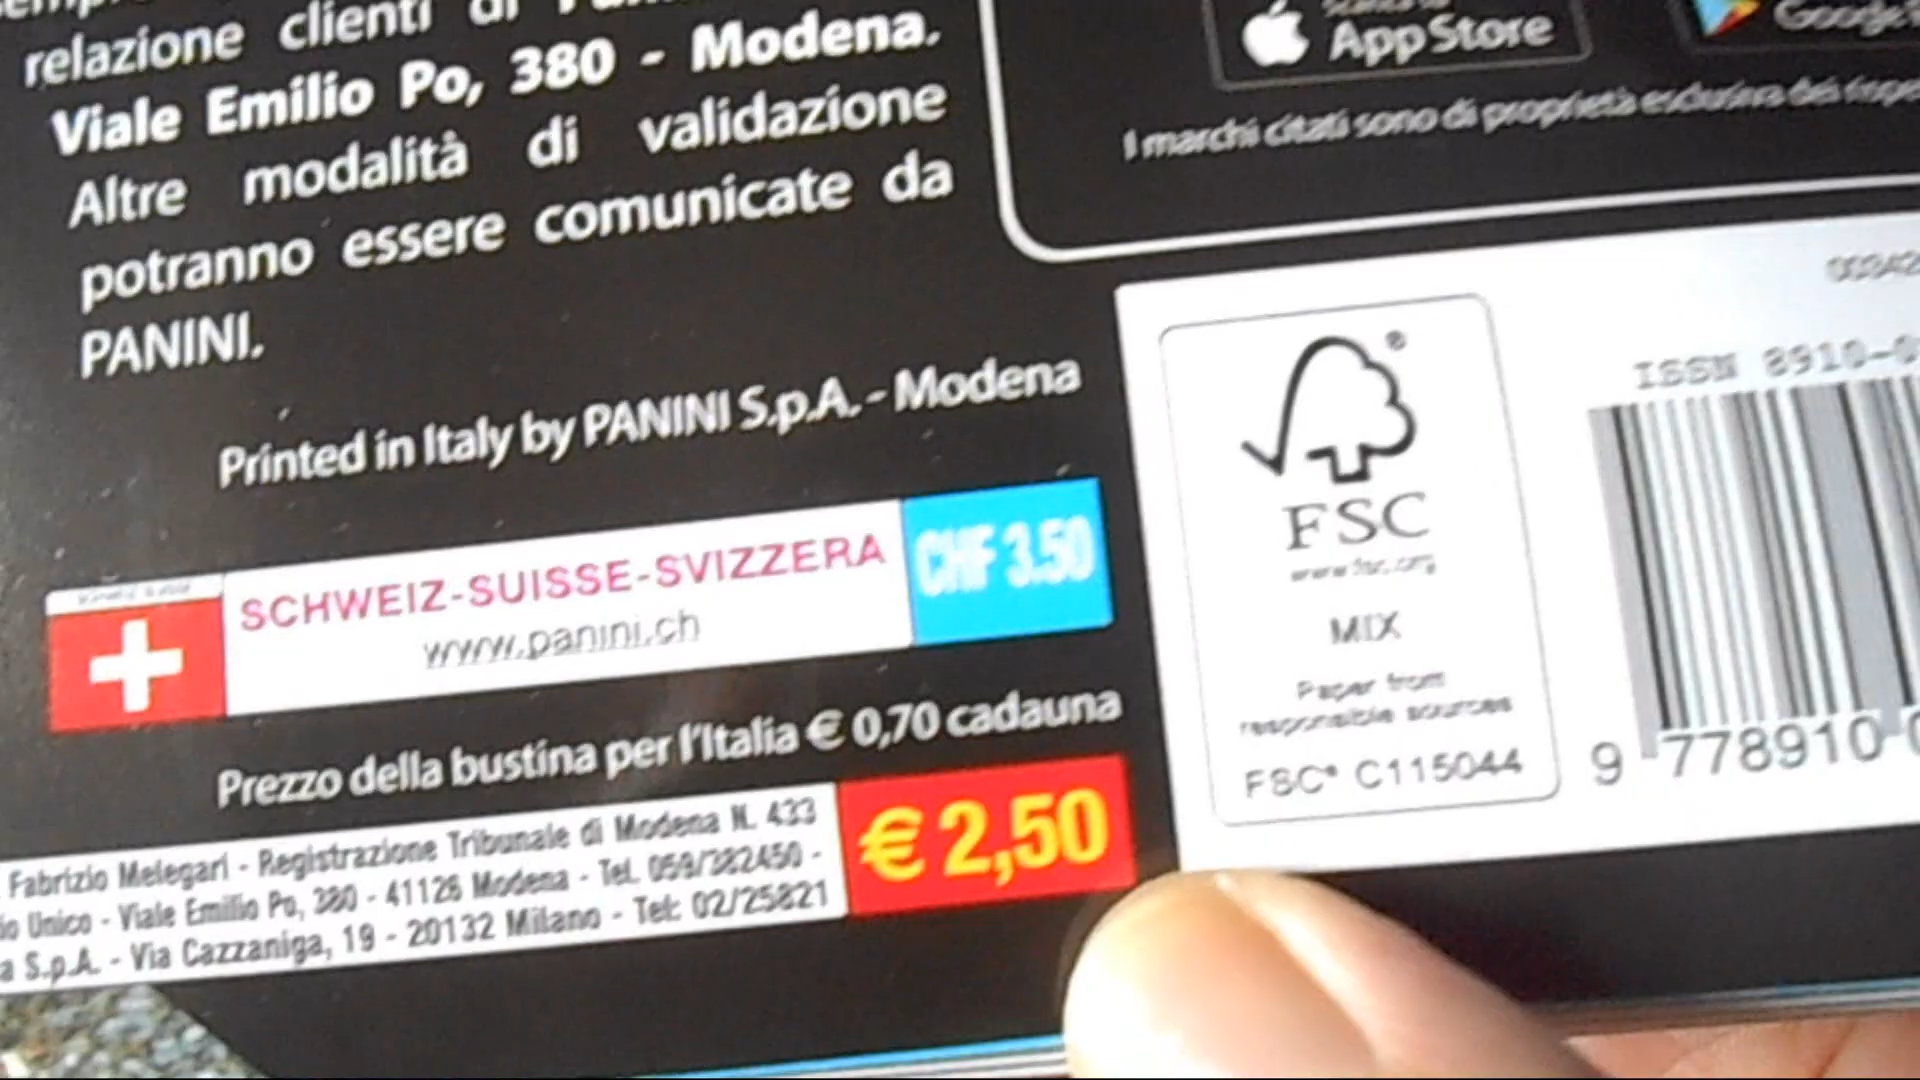 relazione clienti di
Viale Emilio Po, 380 - Modena.
Altre modalità di validazione
potranno essere comunicate da
PANINI.
Printed in Italy by PANINI S.p.A. - Modena
SCHWEIZ-SUISSE-SVIZZERA
www.panini.ch
CHF 3.50
Prezzo della bustina per l'Italia € 0,70 cadauna
Fabrizio Melegari - Registrazione Tribunale di Modena N. 433
Unico - Viale Emilio Po, 380 - 41126 Modena - Tel. 059/382450 -
S.p.A. - Via Cazzaniga, 19 - 20132 Milano - Tel: 02/25821
€ 2,50
App Store
Google
I marchi citati sono di proprietà esclusiva dei
FSC
www.fsc.org
MIX
Paper from
responsible sources
FSC® C115044
ISSN 8910-0
9 778910